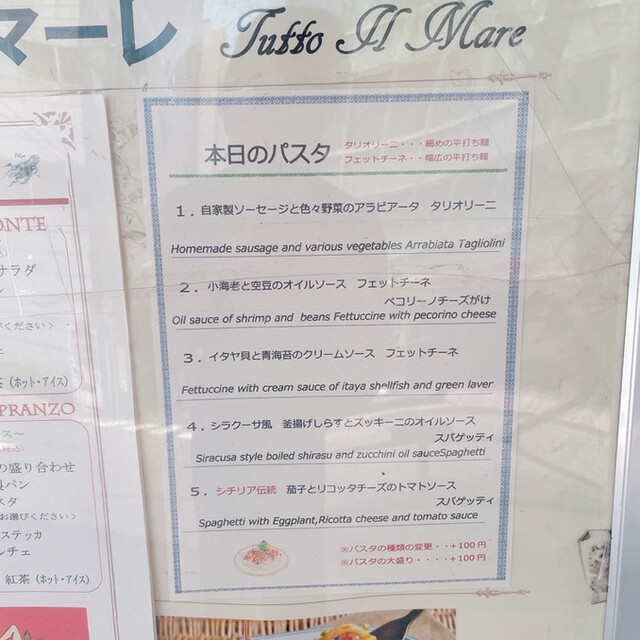 マーレ Tutto Il Mare
本日のパスタ
タリオリーニ・・・細めの平打ち麺
フェットチーネ・・幅広の平打ち麺
1．自家製ソーセージと色々野菜のアラビアータ タリオリーニ
Homemade sausage and various vegetables Arrabiata Tagliolini
2．小海老と空豆のオイルソース フェットチーネ
ペコリーノチーズがけ
Oil sauce of shrimp and beans Fettuccine with pecorino cheese
3．イタヤ貝と青海苔のクリームソース フェットチーネ
Fettuccine with cream sauce of itaya shellfish and green laver
4．シラクーサ風 釜揚げしらすとズッキーニのオイルソース
スパゲッティ
Siracusa style boiled shirasu and zucchini oil sauceSpaghetti
5．シチリア伝統 茄子とリコッタチーズのトマトソース
スパゲッティ
Spaghetti with Eggplant,Ricotta cheese and tomato sauce
※パスタの種類の変更・・+100円
※パスタの大盛り・・・・+100円
ONTE
ナラダ
ください〉
茶（ホット・アイス）
PRANZO
ース～
の盛り合わせ
製パン
スタ
お選びください〉
ステッカ
ルチェ
紅茶（ホット・アイス）